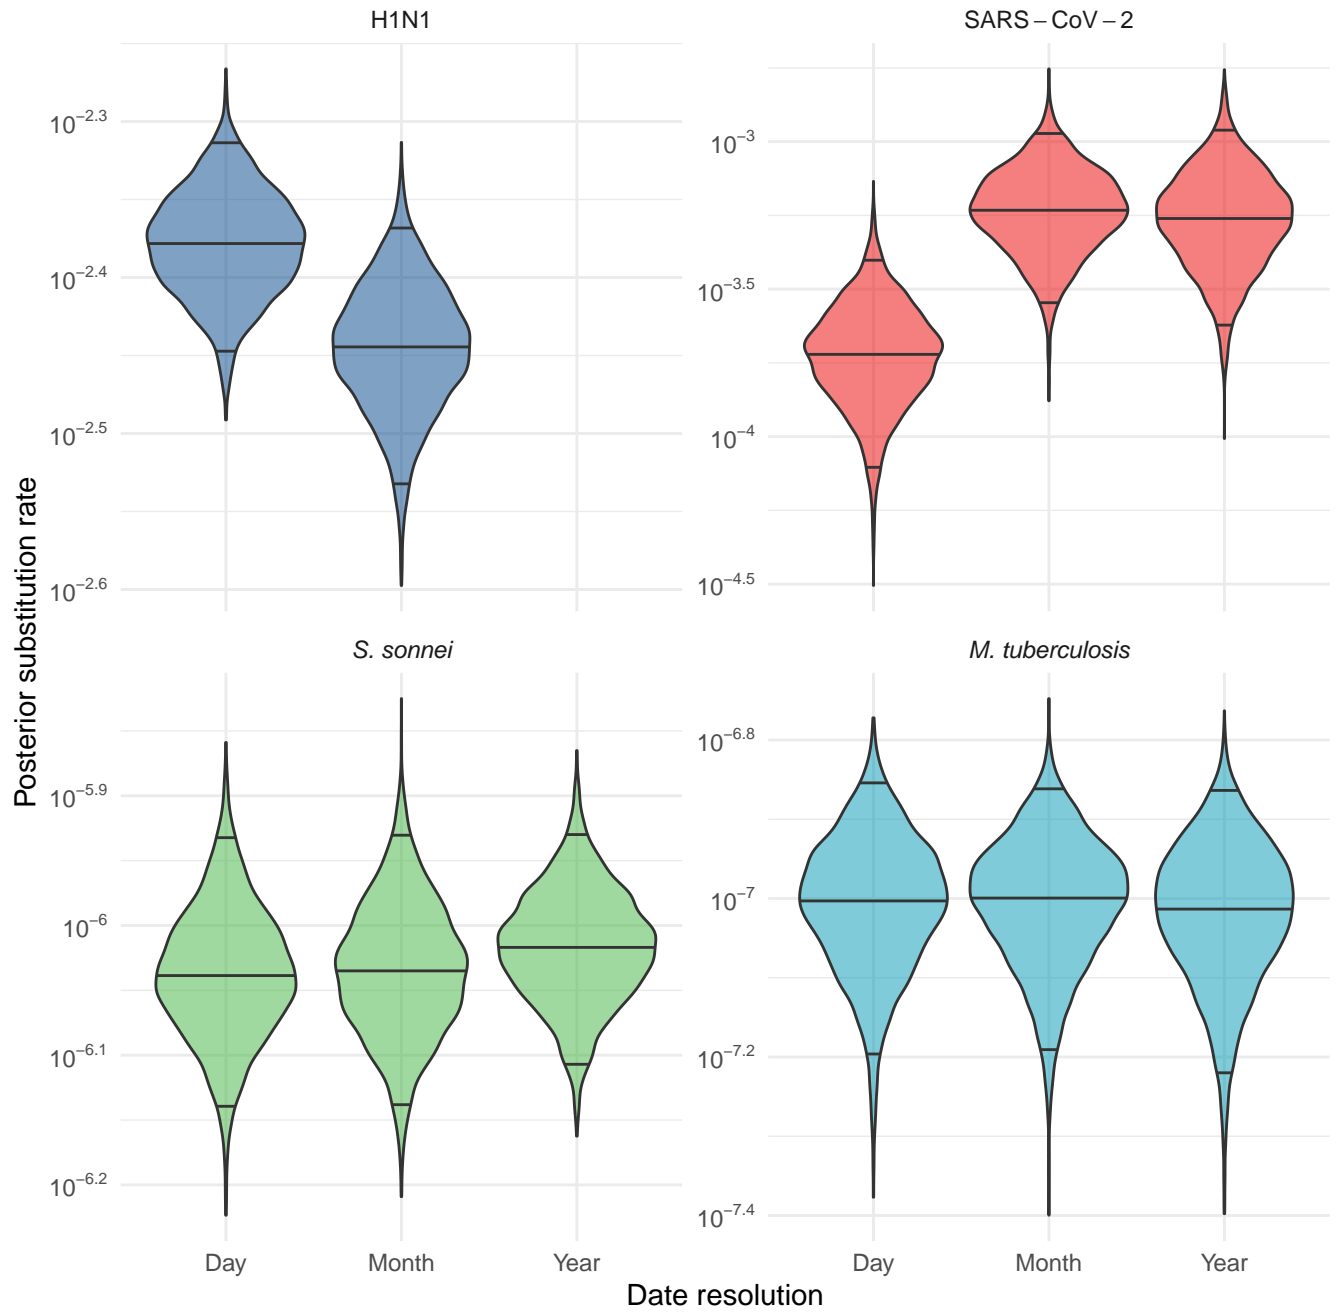 H1N1
SARS – CoV – 2
10^−2.3
10^−2.4
10^−2.5
10^−2.6
10^−3
10^−3.5
10^−4
10^−4.5
Posterior substitution rate
S. sonnei
M. tuberculosis
10^−5.9
10^−6
10^−6.1
10^−6.2
10^−6.8
10^−7
10^−7.2
10^−7.4
Day Month Year
Day Month Year
Date resolution